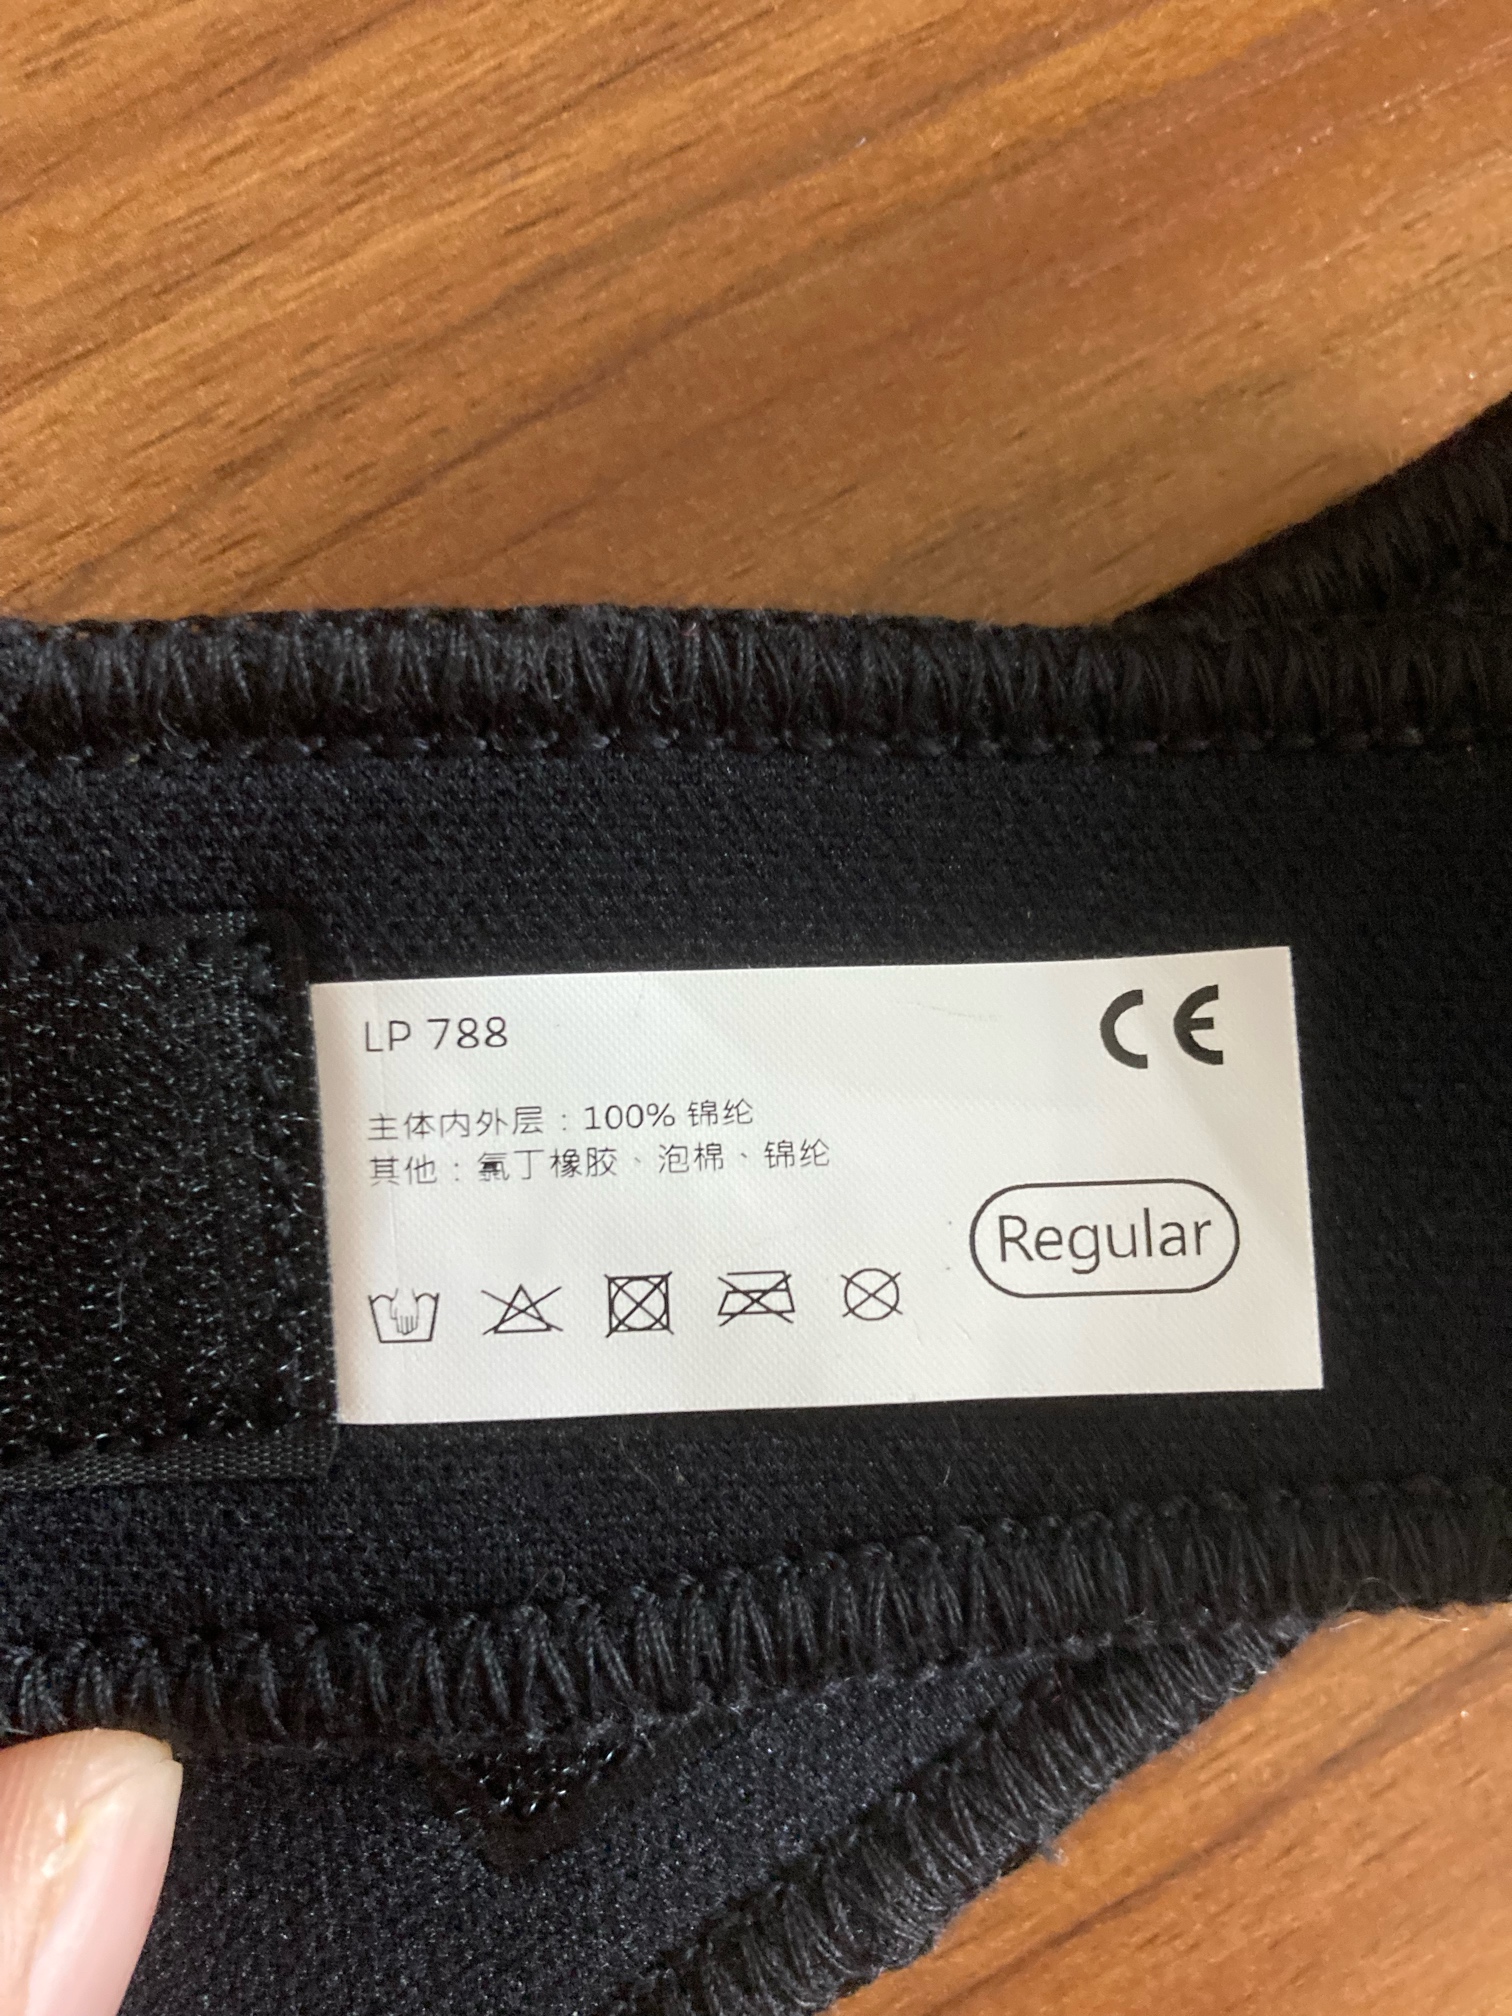 LP 788
CE
主体内外层：100% 锦纶
其他：氯丁橡胶、泡棉、锦纶
Regular